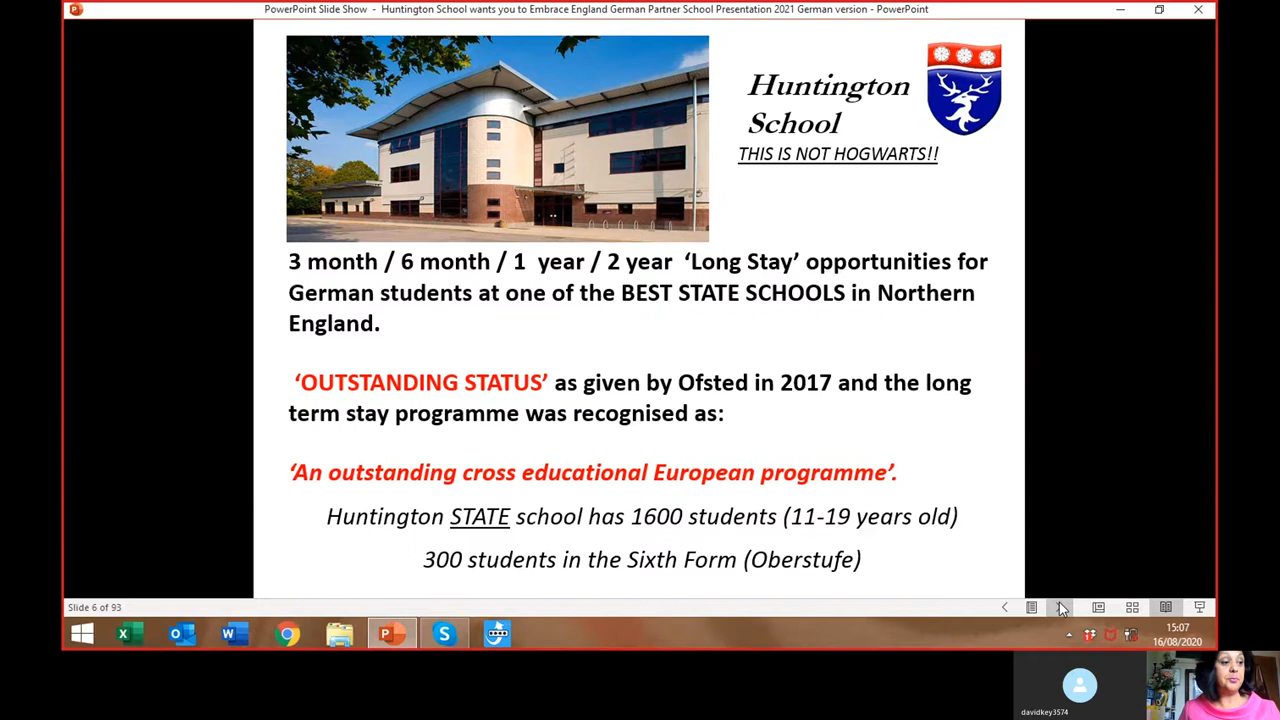 PowerPoint Slide Show - Huntington School wants you to Embrace England German Partner School Presentation 2021 German version - PowerPoint
Huntington
School
THIS IS NOT HOGWARTS!!
3 month / 6 month / 1 year / 2 year ‘Long Stay’ opportunities for
German students at one of the BEST STATE SCHOOLS in Northern
England.
‘OUTSTANDING STATUS’ as given by Ofsted in 2017 and the long
term stay programme was recognised as:
‘An outstanding cross educational European programme’.
Huntington STATE school has 1600 students (11-19 years old)
300 students in the Sixth Form (Oberstufe)
Slide 6 of 93
15:07
16/08/2020
davidkey3574